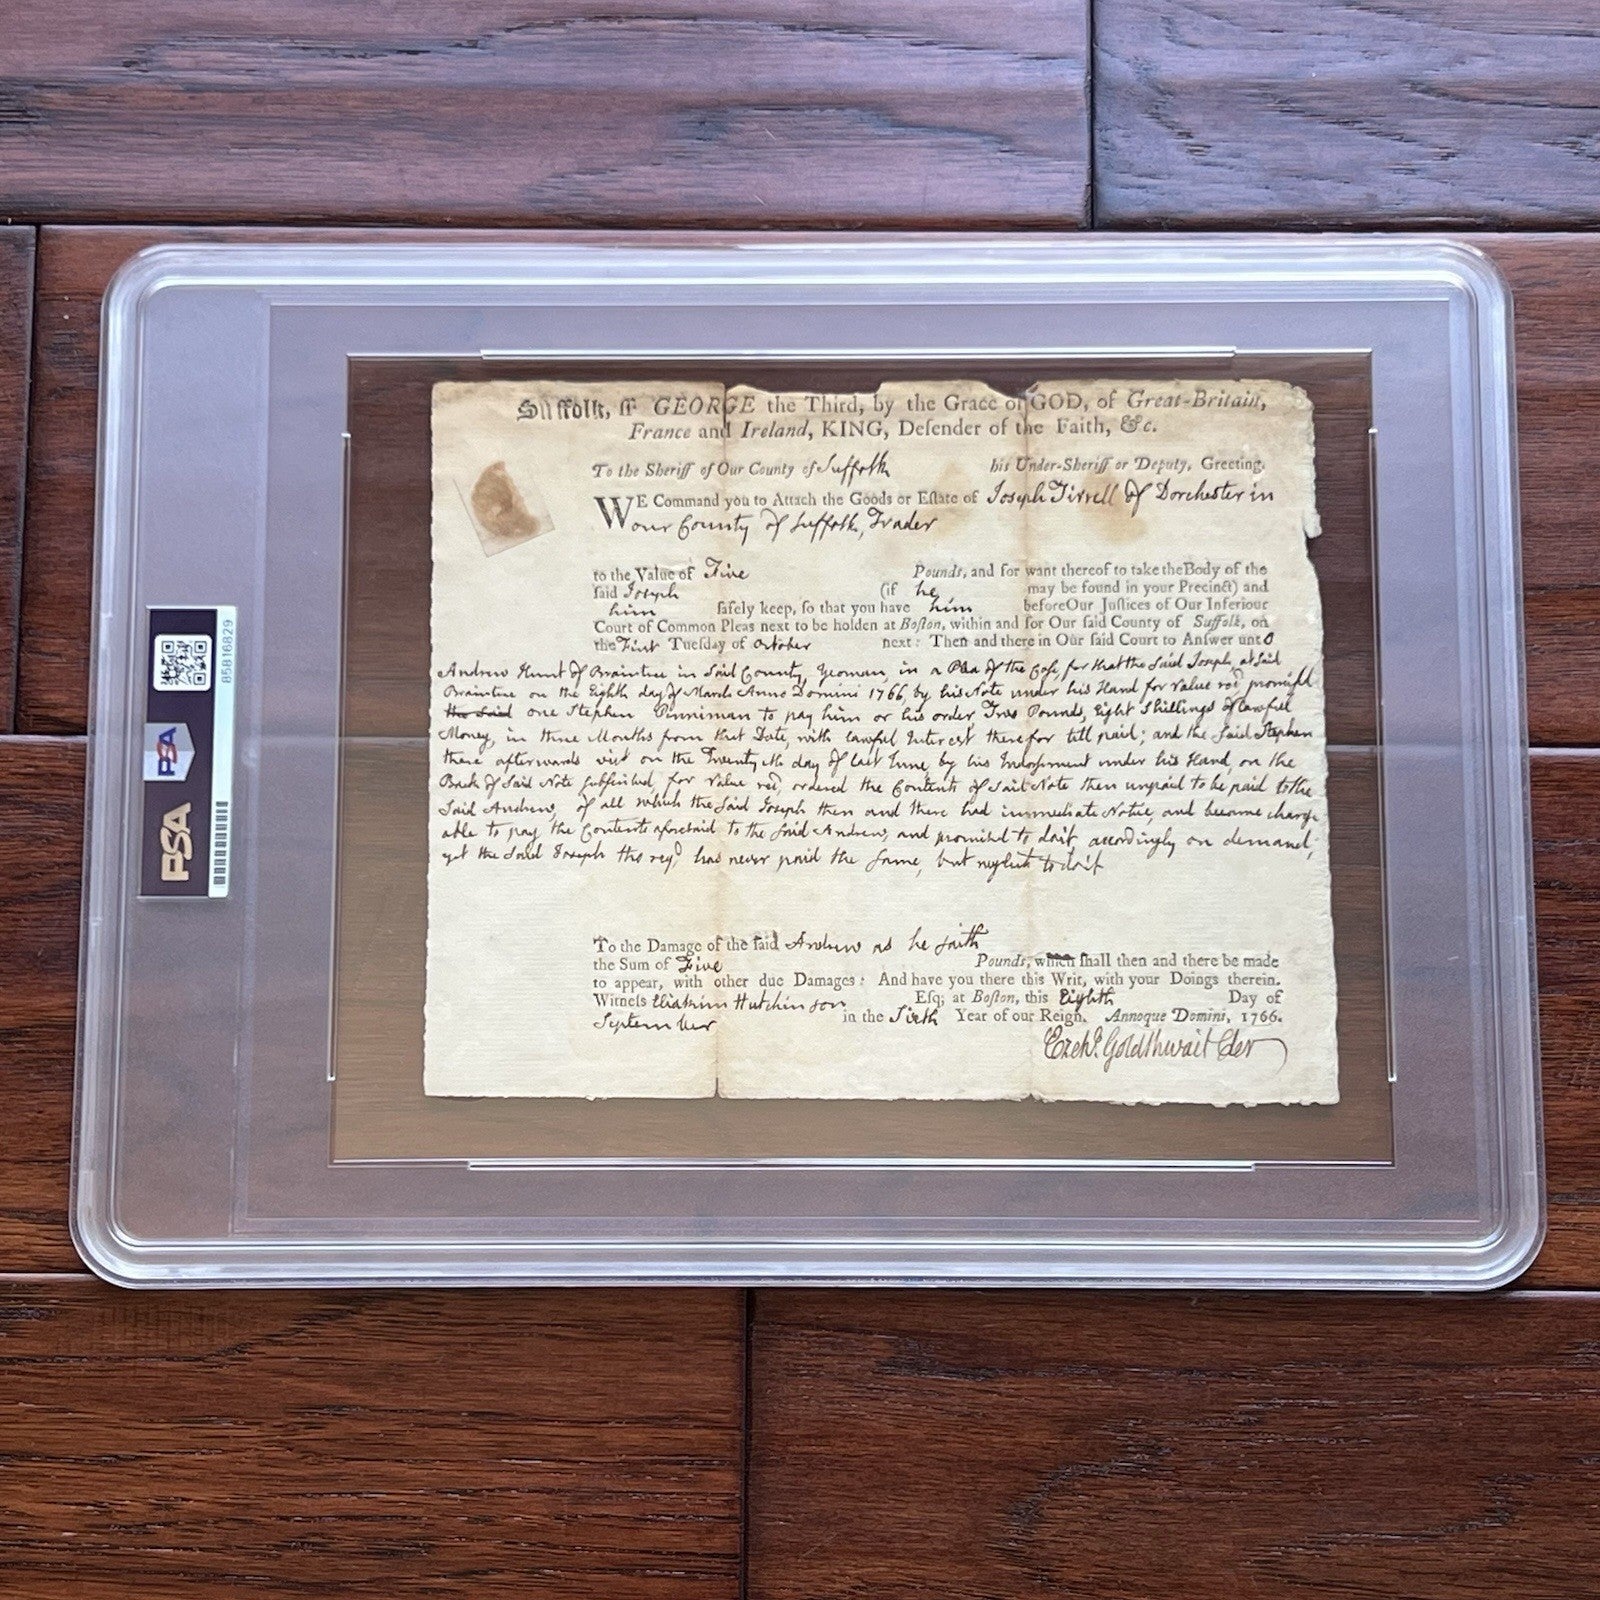 Suffolk, ss GEORGE the Third, by the Grace of GOD, of Great-Britain,
France and Ireland, KING, Defender of the Faith, &c.
To the Sheriff of Our County of Suffolk his Under-Sheriff or Deputy, Greeting.
WE Command you to Attach the Goods or Estate of Joseph Tirrell of Dorchester in
our County of Suffolk, Trader
to the Value of Five Pounds, and for want thereof to take the Body of the
said Joseph (if he may be found in your Precinct) and
him safely keep, so that you have him before Our Justices of Our Inferiour
Court of Common Pleas next to be holden at Boston, within and for Our said County of Suffolk, on
the First Tuesday of October next: Then and there in Our said Court to Answer unto
Andrew Hunt of Braintree in said County, Yeoman, in a Plea of the Case, for that the said Joseph, at said
Braintree on the Eighth day of March Anno Domini 1766, by his Note under his Hand for value recd promised
the said one Stephen Penniman to pay him or his order Two Pounds, Eight Shillings of lawful
Money, in three Months from that Date, with lawful Interest therefor till paid; and the said Stephen
there afterwards vizt on the Twentyth day of last June, by his Indorsement under his Hand, on the
Back of said Note subscribed, for value recd, ordered the Contents of said Note then unpaid to be paid to the
said Andrew, of all which the said Joseph then and there had immediate Notice, and became charge
able to pay the Contents aforesaid to the said Andrew, and promised to do it accordingly on demand;
yet the said Joseph tho reqd has never paid the same, but neglects to do it
To the Damage of the said Andrew as he saith
the Sum of Five Pounds, which shall then and there be made
to appear, with other due Damages: And have you there this Writ, with your Doings therein.
Witness Eliakim Hutchinson Esq; at Boston, this Eighth Day of
September in the Sixth Year of our Reign. Annoque Domini, 1766.
Ezekl. Goldthwait Cler
PSA
PSA
85816829